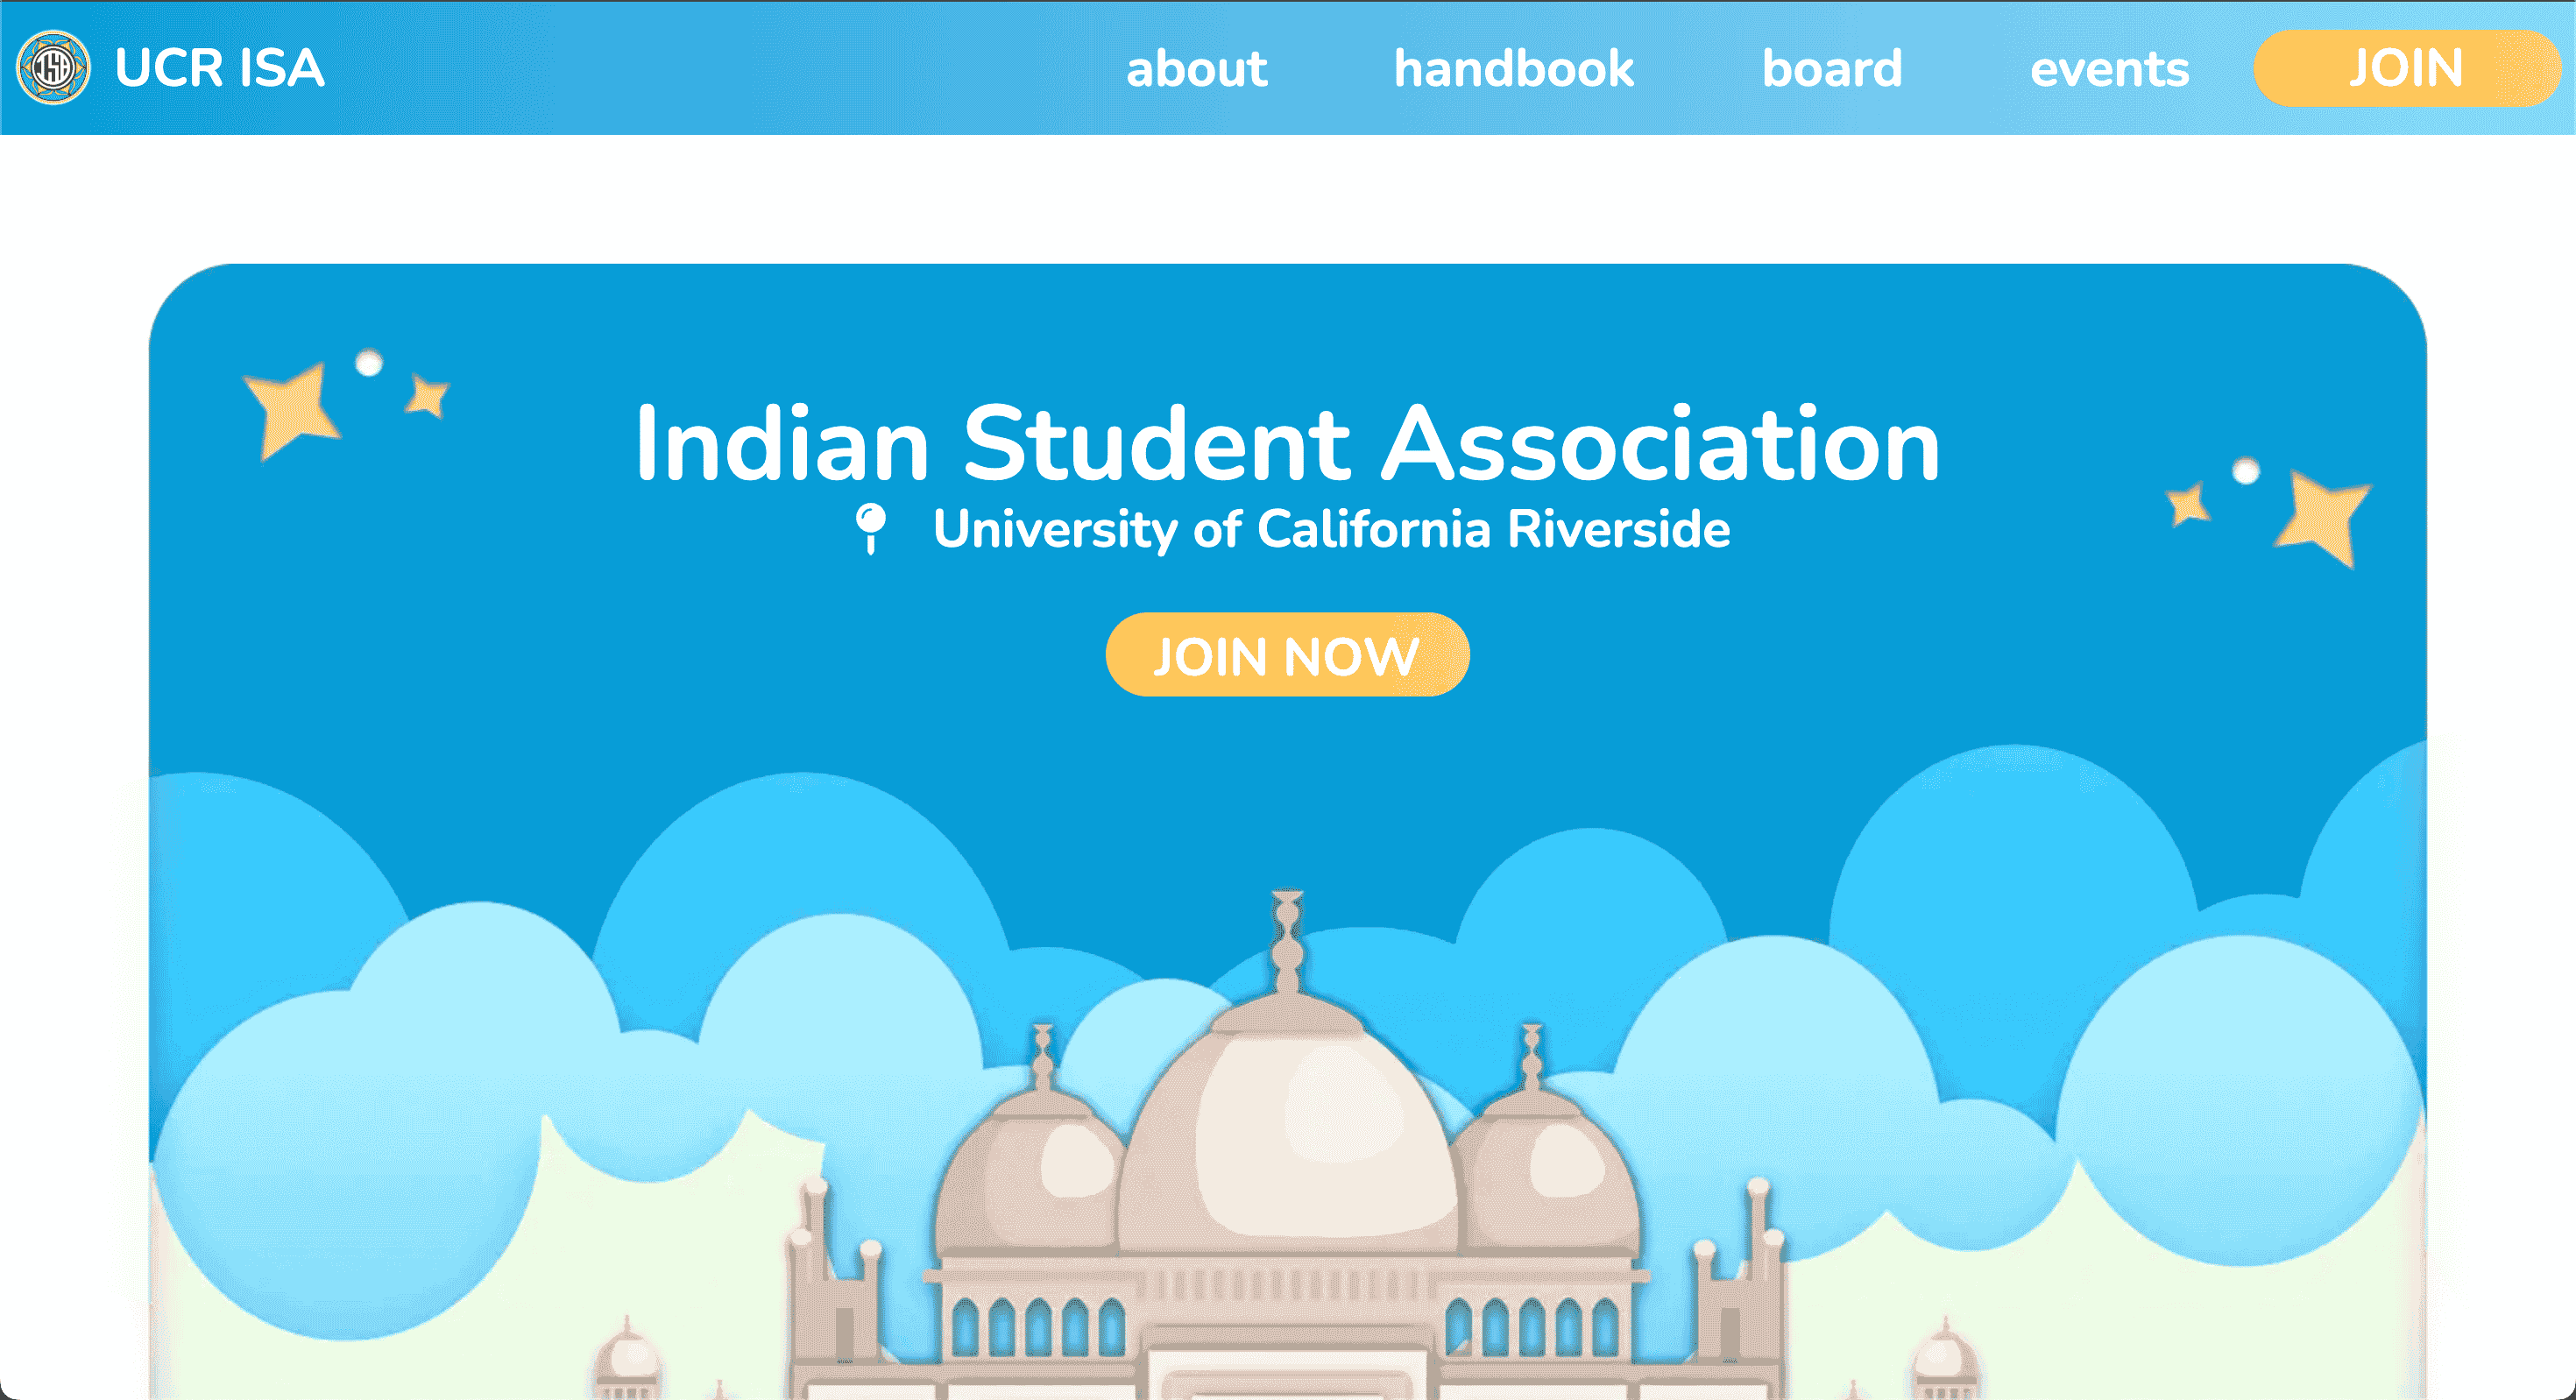 ISA
UCR ISA
about
handbook
board
events
JOIN
Indian Student Association
University of California Riverside
JOIN NOW